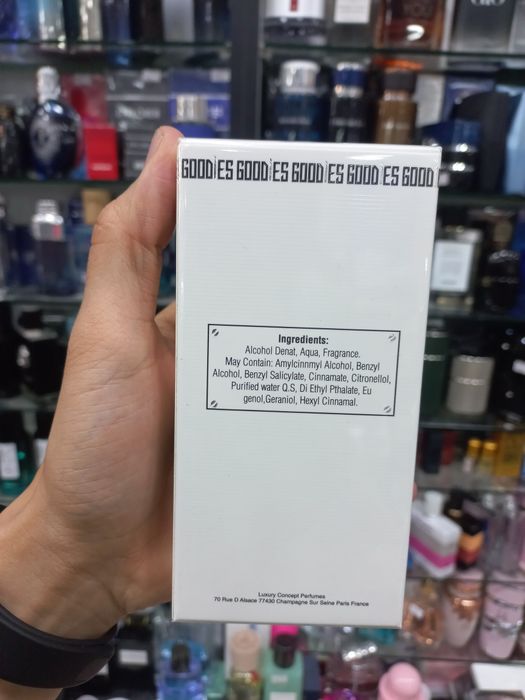 GOOD ES GOOD ES GOOD ES GOOD ES GOOD
Ingredients:
Alcohol Denat, Aqua, Fragrance.
May Contain: Amylcinnmyl Alcohol, Benzyl
Alcohol, Benzyl Salicylate, Cinnamate, Citronellol,
Purified water Q.S, Di Ethyl Pthalate, Eu
genol,Geraniol, Hexyl Cinnamal.
Luxury Concept Perfumes
70 Rue D Alsace 77430 Champagne Sur Seine Paris France